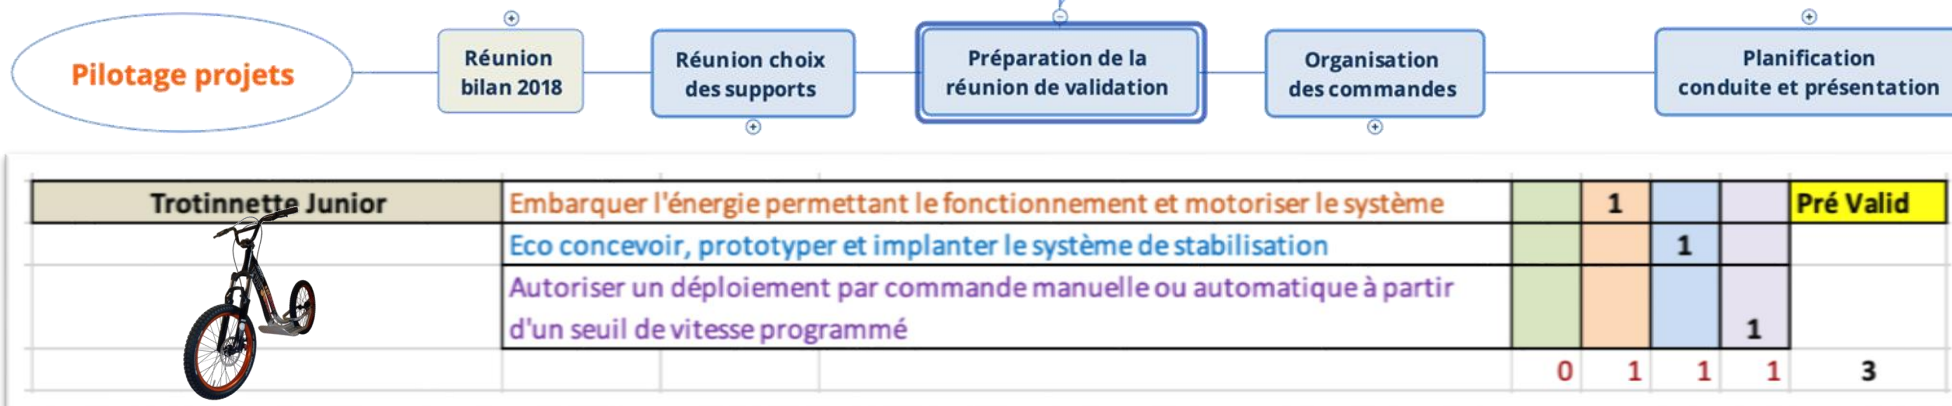 Pilotage projets
Réunion
bilan 2018
Réunion choix
des supports
Préparation de la
réunion de validation
Organisation
des commandes
Planification
conduite et présentation
Trotinnette Junior
Embarquer l'énergie permettant le fonctionnement et motoriser le système
1
Pré Valid
Eco concevoir, prototyper et implanter le système de stabilisation
1
Autoriser un déploiement par commande manuelle ou automatique à partir
d'un seuil de vitesse programmé
1
0 1 1 1 3